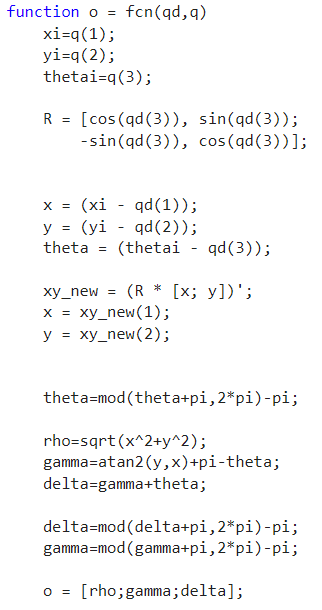 function o = fcn(qd,q)
    xi=q(1);
    yi=q(2);
    thetai=q(3);
    R = [cos(qd(3)), sin(qd(3));
        -sin(qd(3)), cos(qd(3))];
    x = (xi - qd(1));
    y = (yi - qd(2));
    theta = (thetai - qd(3));
    xy_new = (R * [x; y])';
    x = xy_new(1);
    y = xy_new(2);
    theta=mod(theta+pi,2*pi)-pi;
    rho=sqrt(x^2+y^2);
    gamma=atan2(y,x)+pi-theta;
    delta=gamma+theta;
    delta=mod(delta+pi,2*pi)-pi;
    gamma=mod(gamma+pi,2*pi)-pi;
    o = [rho;gamma;delta];